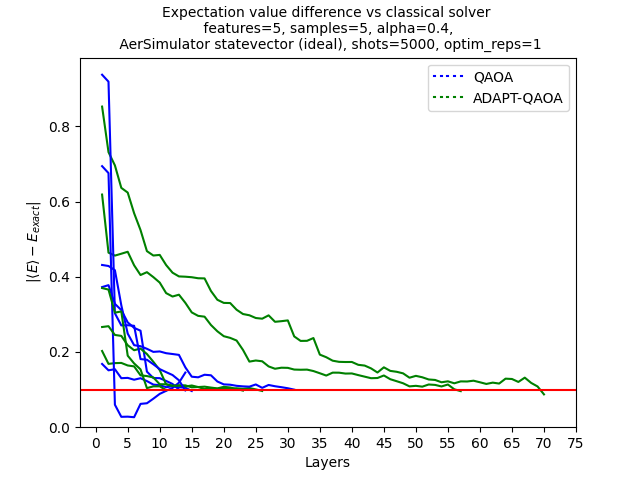 Expectation value difference vs classical solver
features=5, samples=5, alpha=0.4,
AerSimulator statevector (ideal), shots=5000, optim_reps=1
QAOA
ADAPT-QAOA
|⟨E⟩ − E_{exact}|
0.8
0.6
0.4
0.2
0.0
0 5 10 15 20 25 30 35 40 45 50 55 60 65 70 75
Layers